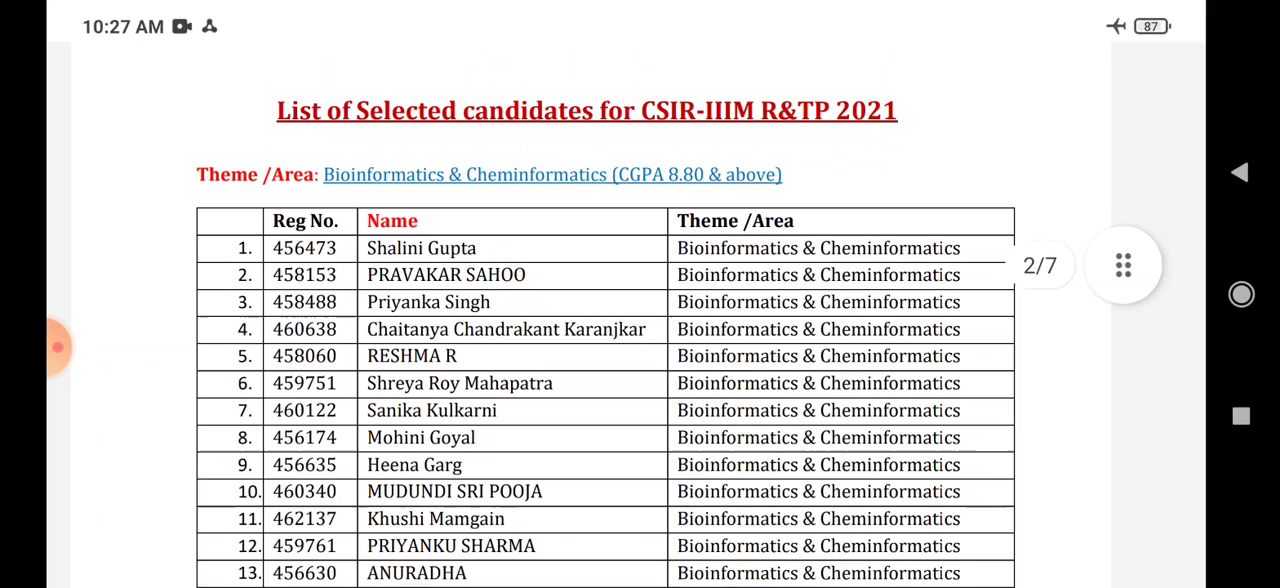 10:27 AM 87
List of Selected candidates for CSIR-IIIM R&TP 2021
Theme /Area: Bioinformatics & Cheminformatics (CGPA 8.80 & above)
Reg No. Name Theme /Area
1. 456473 Shalini Gupta Bioinformatics & Cheminformatics
2/7
2. 458153 PRAVAKAR SAHOO Bioinformatics & Cheminformatics
3. 458488 Priyanka Singh Bioinformatics & Cheminformatics
4. 460638 Chaitanya Chandrakant Karanjkar Bioinformatics & Cheminformatics
5. 458060 RESHMA R Bioinformatics & Cheminformatics
6. 459751 Shreya Roy Mahapatra Bioinformatics & Cheminformatics
7. 460122 Sanika Kulkarni Bioinformatics & Cheminformatics
8. 456174 Mohini Goyal Bioinformatics & Cheminformatics
9. 456635 Heena Garg Bioinformatics & Cheminformatics
10. 460340 MUDUNDI SRI POOJA Bioinformatics & Cheminformatics
11. 462137 Khushi Mamgain Bioinformatics & Cheminformatics
12. 459761 PRIYANKU SHARMA Bioinformatics & Cheminformatics
13. 456630 ANURADHA Bioinformatics & Cheminformatics